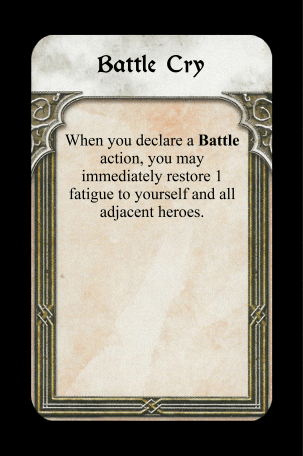 Battle Cry
When you declare a Battle
action, you may
immediately restore 1
fatigue to yourself and all
adjacent heroes.